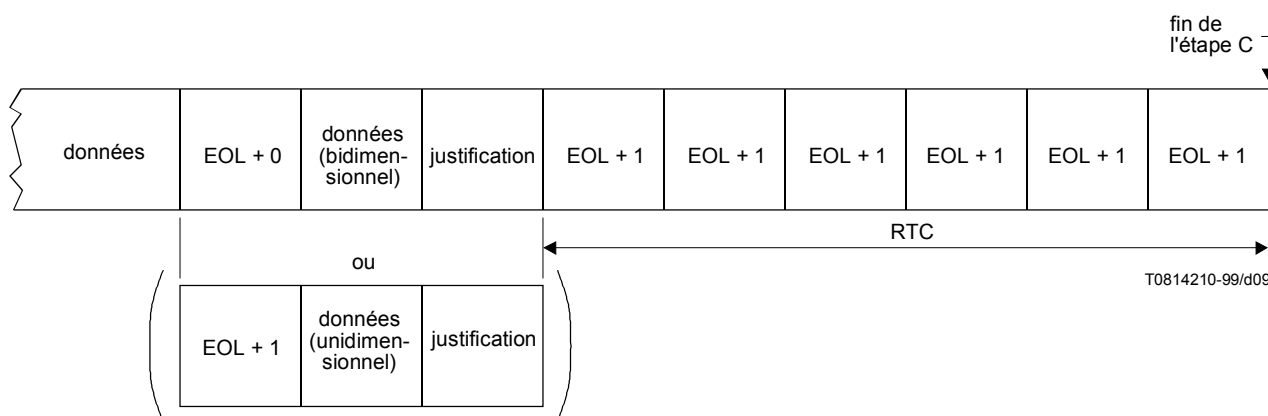 fin de
l'étape C
données
EOL + 0
données
(bidimen-
sionnel)
justification
EOL + 1
EOL + 1
EOL + 1
EOL + 1
EOL + 1
EOL + 1
RTC
ou
T0814210-99/d09
EOL + 1
données
(unidimen-
sionnel)
justification